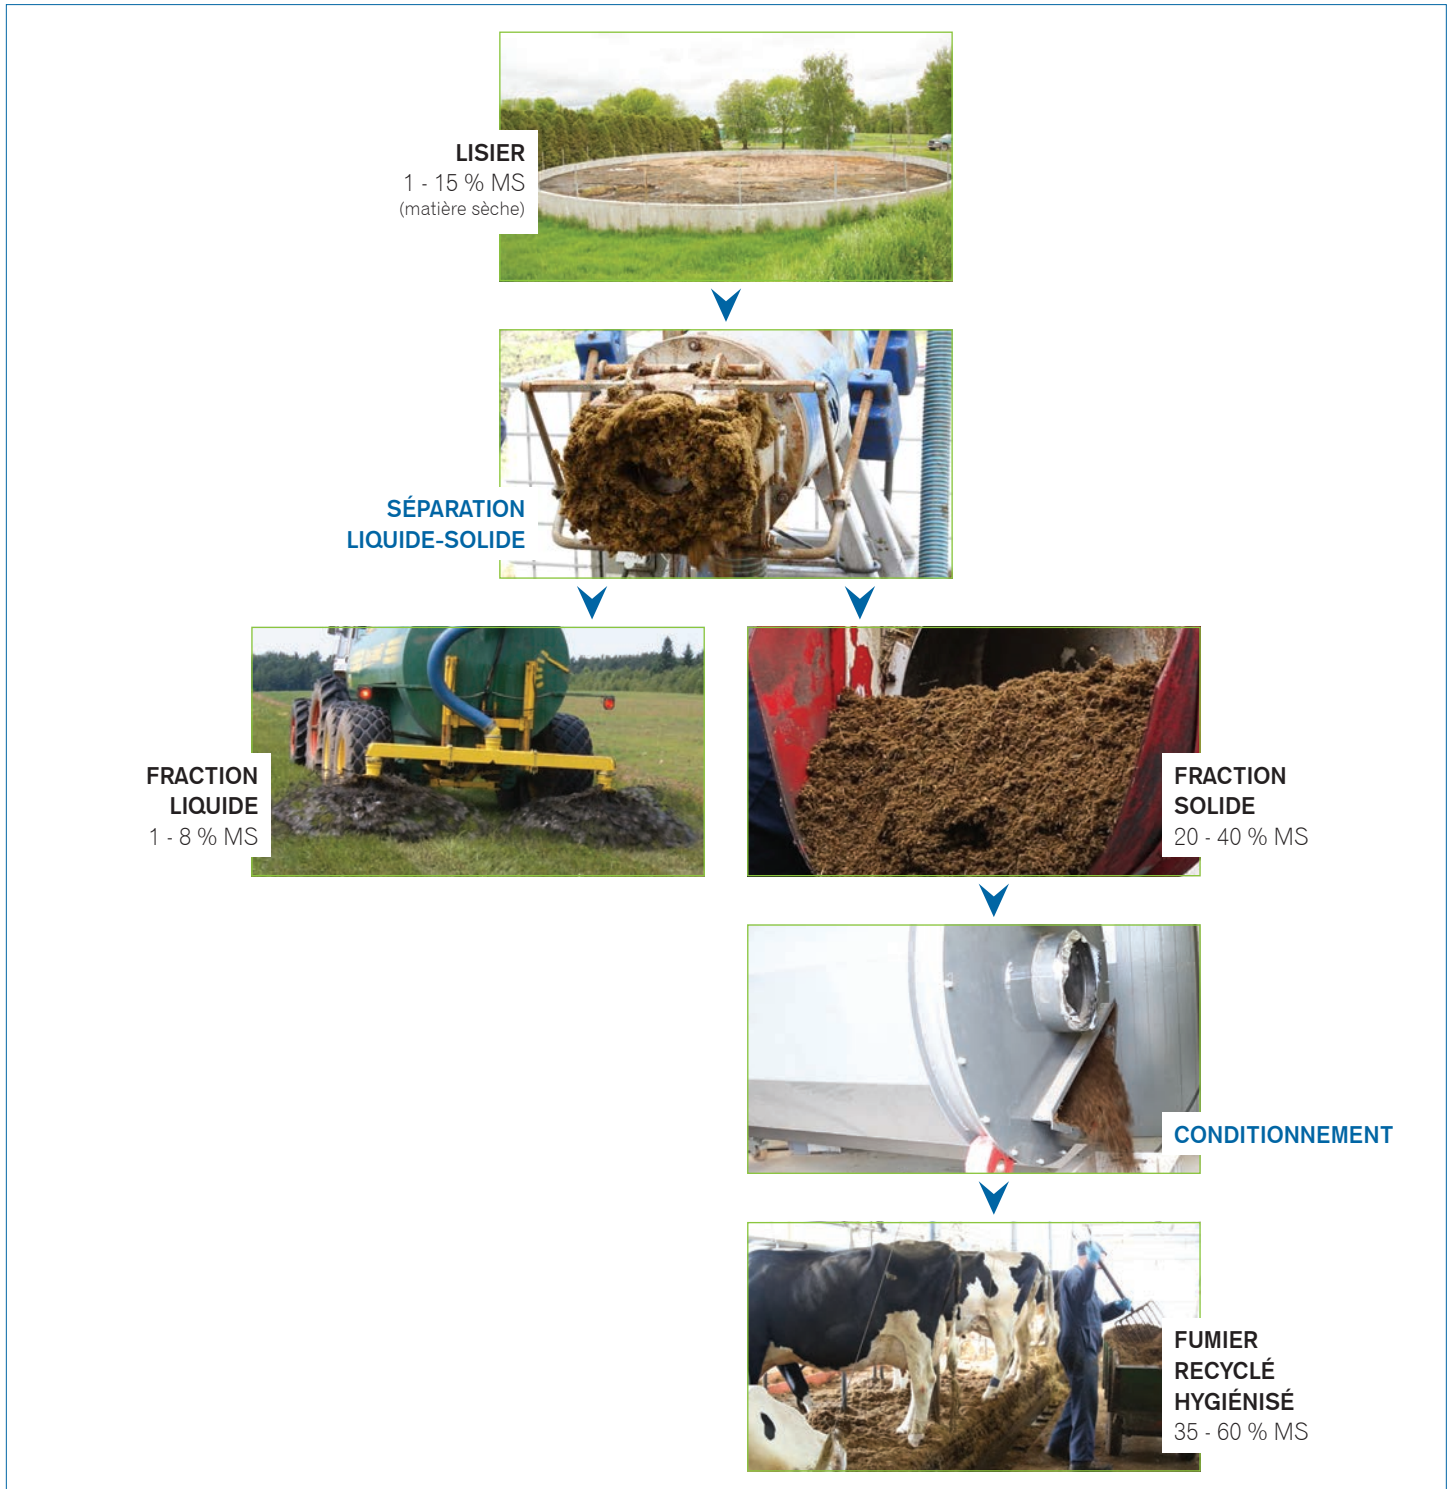 LISIER
1 - 15 % MS
(matière sèche)
SÉPARATION
LIQUIDE-SOLIDE
FRACTION
LIQUIDE
1 - 8 % MS
FRACTION
SOLIDE
20 - 40 % MS
CONDITIONNEMENT
FUMIER
RECYCLÉ
HYGIÉNISÉ
35 - 60 % MS